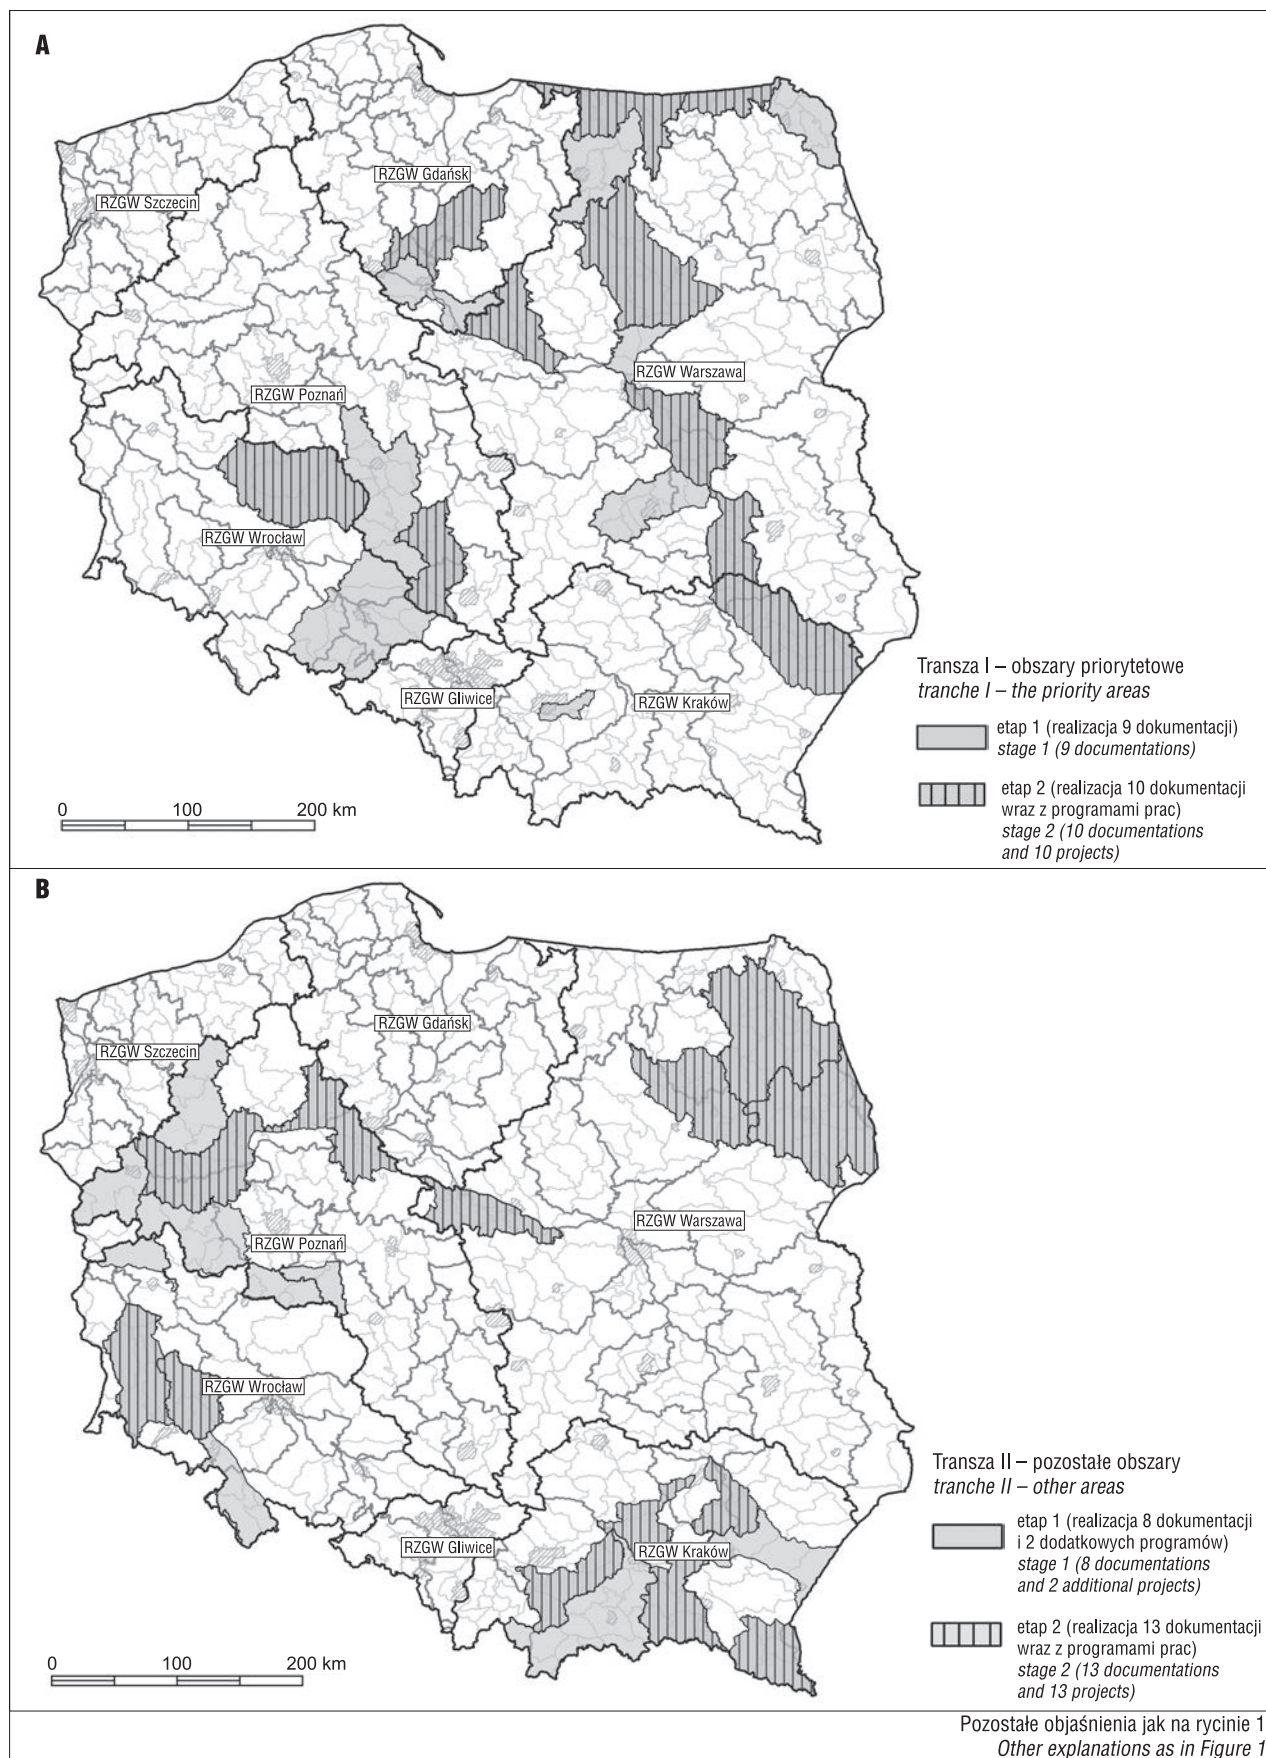 A
RZGW Gdańsk
RZGW Szczecin
RZGW Warszawa
RZGW Poznań
RZGW Wrocław
RZGW Gliwice
RZGW Kraków
Transza I – obszary priorytetowe
tranche I – the priority areas
etap 1 (realizacja 9 dokumentacji)
stage 1 (9 documentations)
etap 2 (realizacja 10 dokumentacji
wraz z programami prac)
stage 2 (10 documentations
and 10 projects)
0 100 200 km
B
RZGW Gdańsk
RZGW Szczecin
RZGW Warszawa
RZGW Poznań
RZGW Wrocław
RZGW Gliwice
RZGW Kraków
Transza II – pozostałe obszary
tranche II – other areas
etap 1 (realizacja 8 dokumentacji
i 2 dodatkowych programów)
stage 1 (8 documentations
and 2 additional projects)
etap 2 (realizacja 13 dokumentacji
wraz z programami prac)
stage 2 (13 documentations
and 13 projects)
0 100 200 km
Pozostałe objaśnienia jak na rycinie 1
Other explanations as in Figure 1